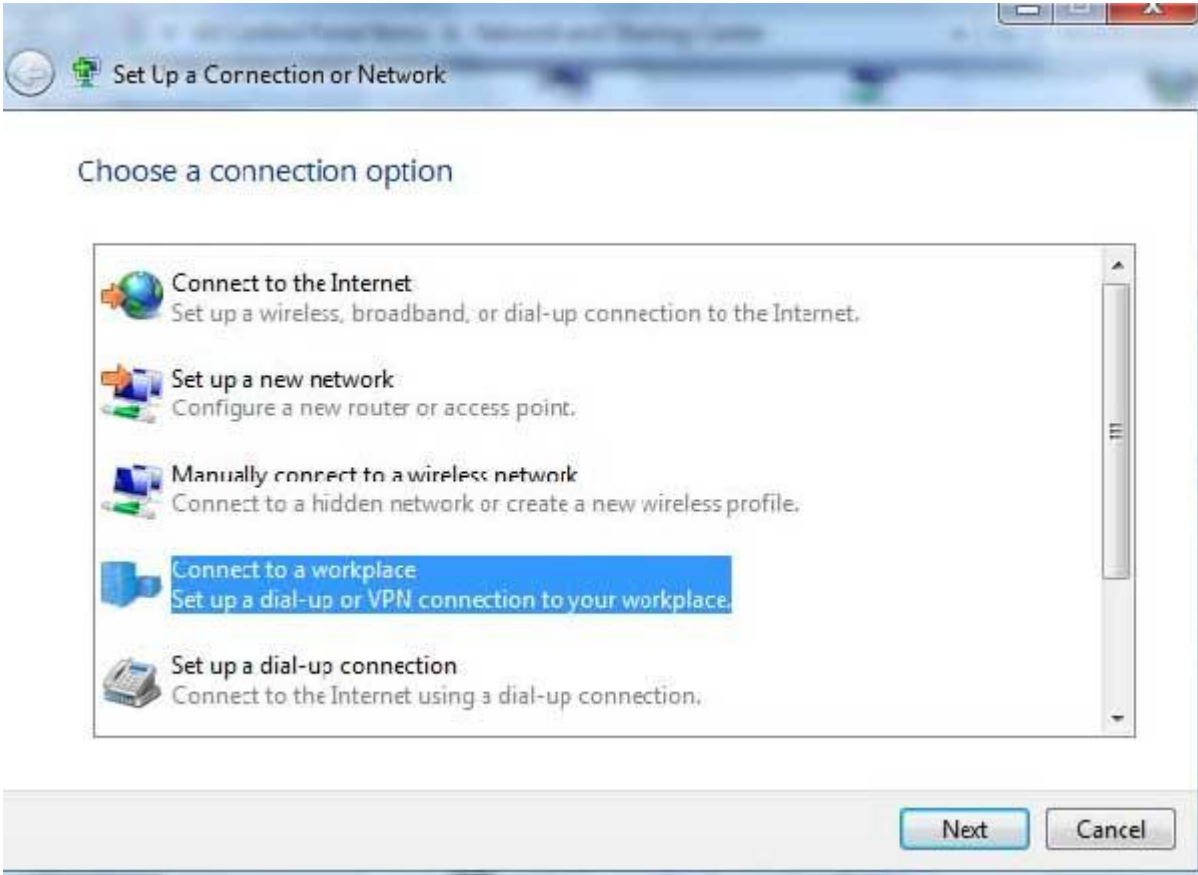 Set Up a Connection or Network
Choose a connection option
Connect to the Internet
Set up a wireless, broadband, or dial-up connection to the Internet.
Set up a new network
Configure a new router or access point.
Manually connect to a wireless network
Connect to a hidden network or create a new wireless profile.
Connect to a workplace
Set up a dial-up or VPN connection to your workplace.
Set up a dial-up connection
Connect to the Internet using a dial-up connection.
Next
Cancel